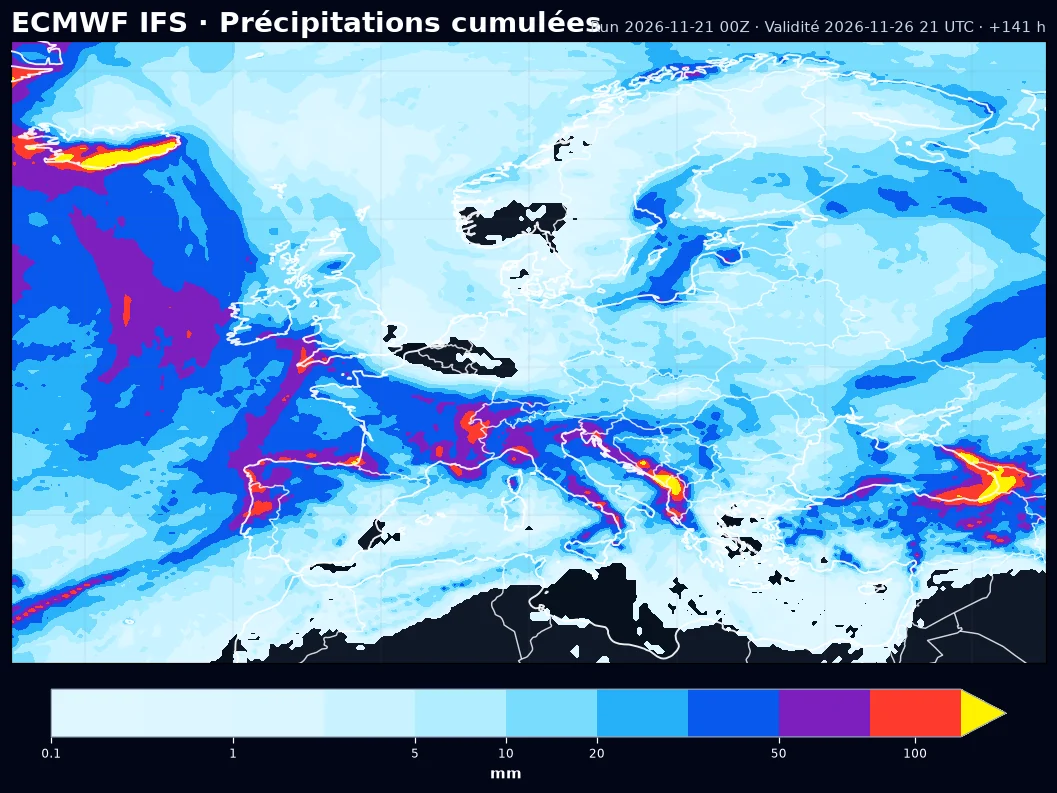 ECMWF IFS · Précipitations cumulées
Run 2026-11-21 00Z · Validité 2026-11-26 21 UTC · +141 h
0.1 1 5 10 20 50 100
mm